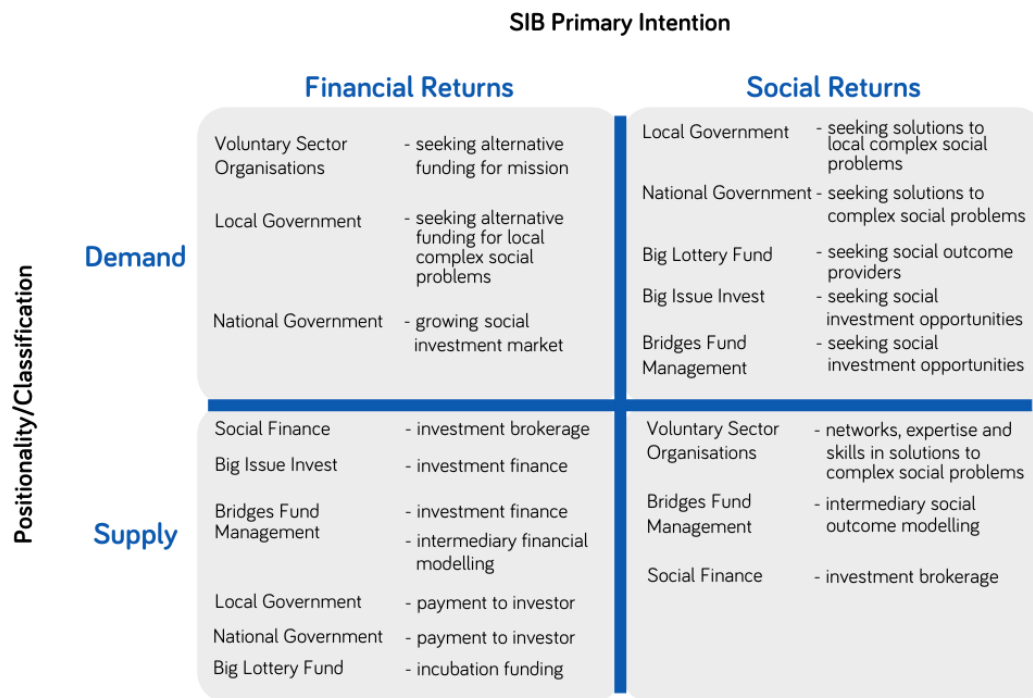 SIB Primary Intention
Financial Returns
Social Returns
Positionality/Classification
Demand
Voluntary Sector - seeking alternative
Organisations funding for mission
Local Government - seeking alternative
funding for local
complex social
problems
National Government - growing social
investment market
Local Government - seeking solutions to
local complex social
problems
National Government - seeking solutions to
complex social problems
Big Lottery Fund - seeking social outcome
providers
Big Issue Invest - seeking social
investment opportunities
Bridges Fund - seeking social
Management investment opportunities
Supply
Social Finance - investment brokerage
Big Issue Invest - investment finance
Bridges Fund - investment finance
Management
- intermediary financial
modelling
Local Government - payment to investor
National Government - payment to investor
Big Lottery Fund - incubation funding
Voluntary Sector - networks, expertise and
Organisations skills in solutions to
complex social problems
Bridges Fund - intermediary social
Management outcome modelling
Social Finance - investment brokerage